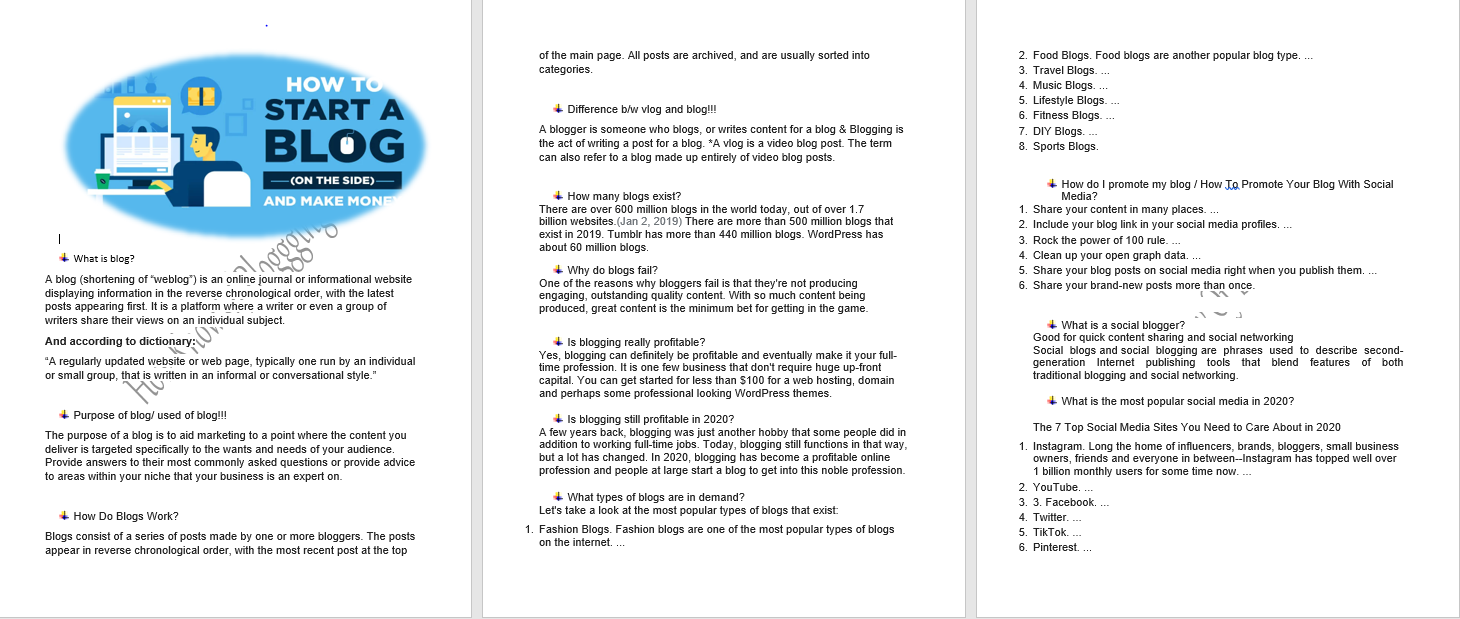 HOW TO
START A
BLOG
(ON THE SIDE)
AND MAKE MONEY
What is blog?
A blog (shortening of “weblog”) is an online journal or informational website
displaying information in the reverse chronological order, with the latest
posts appearing first. It is a platform where a writer or even a group of
writers share their views on an individual subject.
And according to dictionary:
“A regularly updated website or web page, typically one run by an individual
or small group, that is written in an informal or conversational style.”
Purpose of blog/ used of blog!!!
The purpose of a blog is to aid marketing to a point where the content you
deliver is targeted specifically to the wants and needs of your audience.
Provide answers to their most commonly asked questions or provide advice
to areas within your niche that your business is an expert on.
How Do Blogs Work?
Blogs consist of a series of posts made by one or more bloggers. The posts
appear in reverse chronological order, with the most recent post at the top
of the main page. All posts are archived, and are usually sorted into
categories.
Difference b/w vlog and blog!!!
A blogger is someone who blogs, or writes content for a blog & Blogging is
the act of writing a post for a blog. *A vlog is a video blog post. The term
can also refer to a blog made up entirely of video blog posts.
How many blogs exist?
There are over 600 million blogs in the world today, out of over 1.7
billion websites.(Jan 2, 2019) There are more than 500 million blogs that
exist in 2019. Tumblr has more than 440 million blogs. WordPress has
about 60 million blogs.
Why do blogs fail?
One of the reasons why bloggers fail is that they're not producing
engaging, outstanding quality content. With so much content being
produced, great content is the minimum bet for getting in the game.
Is blogging really profitable?
Yes, blogging can definitely be profitable and eventually make it your full-
time profession. It is one few business that don't require huge up-front
capital. You can get started for less than $100 for a web hosting, domain
and perhaps some professional looking WordPress themes.
Is blogging still profitable in 2020?
A few years back, blogging was just another hobby that some people did in
addition to working full-time jobs. Today, blogging still functions in that way,
but a lot has changed. In 2020, blogging has become a profitable online
profession and people at large start a blog to get into this noble profession.
What types of blogs are in demand?
Let's take a look at the most popular types of blogs that exist:
1. Fashion Blogs. Fashion blogs are one of the most popular types of blogs
on the internet. ...
2. Food Blogs. Food blogs are another popular blog type. ...
3. Travel Blogs. ...
4. Music Blogs. ...
5. Lifestyle Blogs. ...
6. Fitness Blogs. ...
7. DIY Blogs. ...
8. Sports Blogs.
How do I promote my blog / How To Promote Your Blog With Social
Media?
1. Share your content in many places. ...
2. Include your blog link in your social media profiles. ...
3. Rock the power of 100 rule. ...
4. Clean up your open graph data. ...
5. Share your blog posts on social media right when you publish them. ...
6. Share your brand-new posts more than once.
What is a social blogger?
Good for quick content sharing and social networking
Social blogs and social blogging are phrases used to describe second-
generation Internet publishing tools that blend features of both
traditional blogging and social networking.
What is the most popular social media in 2020?
The 7 Top Social Media Sites You Need to Care About in 2020
1. Instagram. Long the home of influencers, brands, bloggers, small business
owners, friends and everyone in between--Instagram has topped well over
1 billion monthly users for some time now. ...
2. YouTube. ...
3. 3. Facebook. ...
4. Twitter. ...
5. TikTok. ...
6. Pinterest. ...